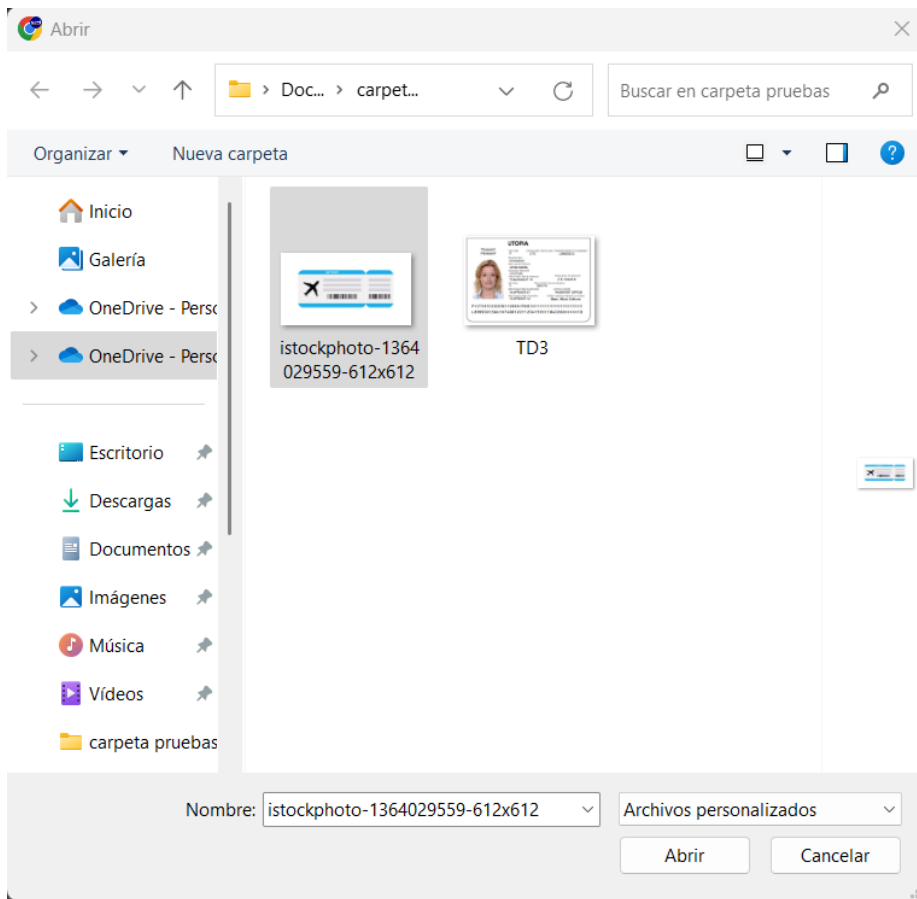 Abrir
Doc... carpet...
Buscar en carpeta pruebas
Organizar
Nueva carpeta
Inicio
Galería
OneDrive - Perso
OneDrive - Perso
Escritorio
Descargas
Documentos
Imágenes
Música
Vídeos
carpeta pruebas
istockphoto-1364
029559-612x612
UTOPIA
TD3
Nombre: istockphoto-1364029559-612x612
Archivos personalizados
Abrir
Cancelar